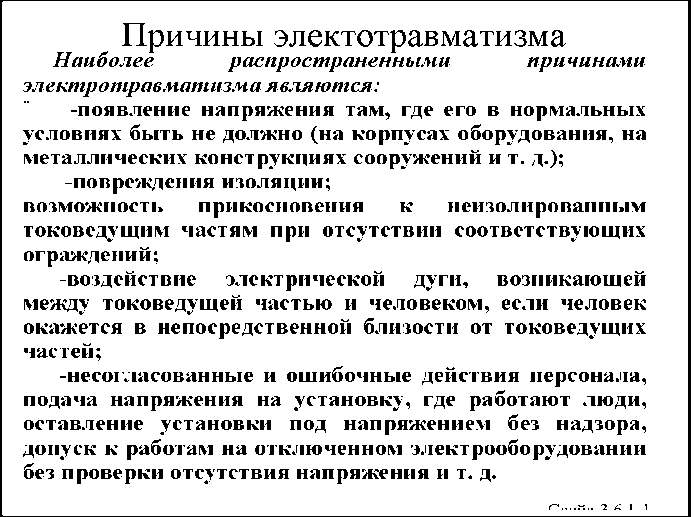 Причины электотравматизма
Наиболее распространенными причинами
электротравматизма являются:
-появление напряжения там, где его в нормальных
условиях быть не должно (на корпусах оборудования, на
металлических конструкциях сооружений и т. д.);
-повреждения изоляции;
возможность прикосновения к неизолированным
токоведущим частям при отсутствии соответствующих
ограждений;
-воздействие электрической дуги, возникающей
между токоведущей частью и человеком, если человек
окажется в непосредственной близости от токоведущих
частей;
-несогласованные и ошибочные действия персонала,
подача напряжения на установку, где работают люди,
оставление установки под напряжением без надзора,
допуск к работам на отключенном электрооборудовании
без проверки отсутствия напряжения и т. д.